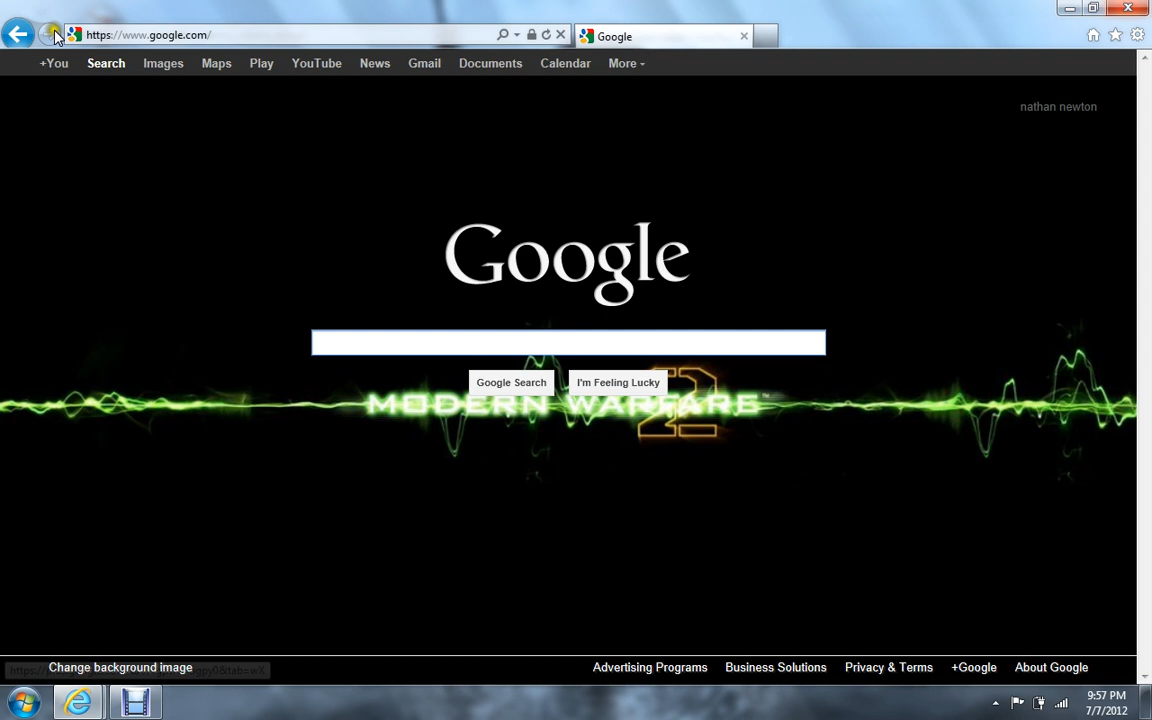 https://www.google.com/
Google
+You Search Images Maps Play YouTube News Gmail Documents Calendar More
nathan newton
Google
Google Search I'm Feeling Lucky
MODERN WARFARE 2
Change background image
Advertising Programs Business Solutions Privacy & Terms +Google About Google
9:57 PM
7/7/2012